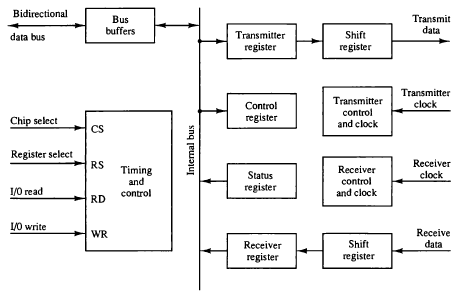 Bidirectional
data bus
Bus
buffers
Transmitter
register
Shift
register
Transmit
data
Internal bus
Control
register
Transmitter
control
and clock
Transmitter
clock
Chip select
CS
Register select
RS
Timing
and
control
I/O read
RD
I/O write
WR
Status
register
Receiver
control
and clock
Receiver
clock
Receiver
register
Shift
register
Receive
data